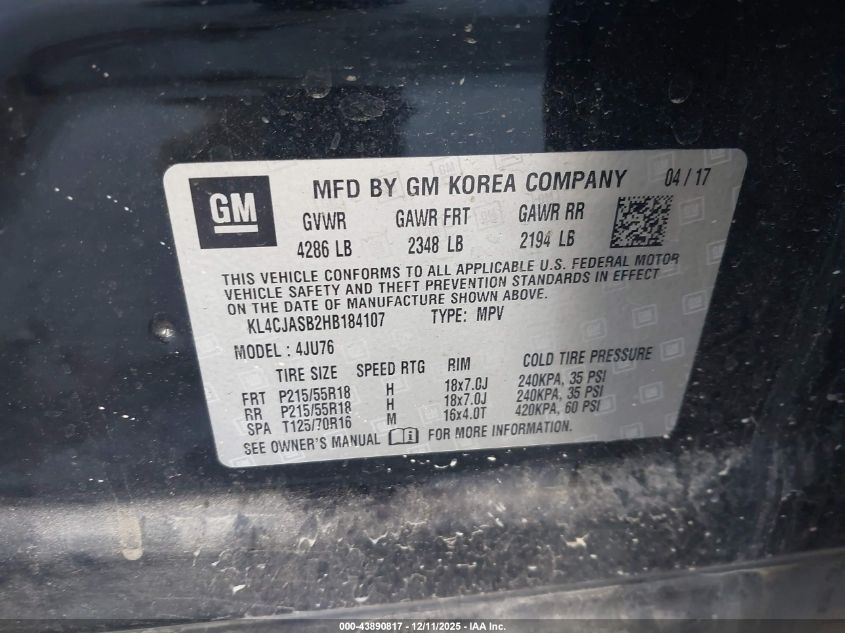 GM
MFD BY GM KOREA COMPANY 04 / 17
GVWR GAWR FRT GAWR RR
4286 LB 2348 LB 2194 LB
THIS VEHICLE CONFORMS TO ALL APPLICABLE U.S. FEDERAL MOTOR
VEHICLE SAFETY AND THEFT PREVENTION STANDARDS IN EFFECT
ON THE DATE OF MANUFACTURE SHOWN ABOVE.
KL4CJASB2HB184107 TYPE: MPV
MODEL : 4JU76
TIRE SIZE SPEED RTG RIM COLD TIRE PRESSURE
FRT P215/55R18 H 18x7.0J 240KPA, 35 PSI
RR P215/55R18 H 18x7.0J 240KPA, 35 PSI
SPA T125/70R16 M 16x4.0T 420KPA, 60 PSI
SEE OWNER'S MANUAL FOR MORE INFORMATION.
000-43890817 - 12/11/2025 - IAA Inc.